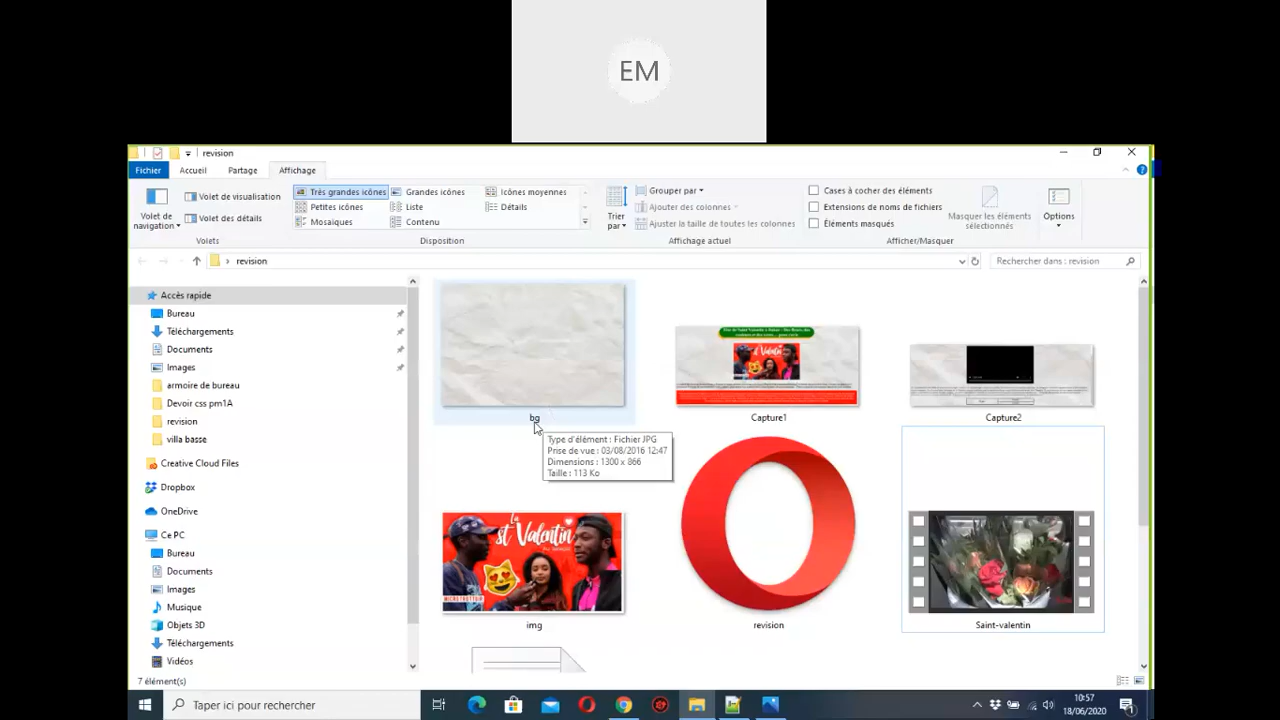 EM
revision
Fichier
Accueil
Partage
Affichage
Volet de navigation
Volet de visualisation
Volet des détails
Volets
Très grandes icônes
Grandes icônes
Icônes moyennes
Petites icônes
Liste
Détails
Mosaïques
Contenu
Disposition
Trier par
Grouper par
Ajouter des colonnes
Ajuster la taille de toutes les colonnes
Affichage actuel
Cases à cocher des éléments
Extensions de noms de fichiers
Éléments masqués
Masquer les éléments sélectionnés
Afficher/Masquer
Options
revision
Rechercher dans : revision
Accès rapide
Bureau
Téléchargements
Documents
Images
armoire de bureau
Devoir css pm1A
revision
villa basse
Creative Cloud Files
Dropbox
OneDrive
Ce PC
Bureau
Documents
Images
Musique
Objets 3D
Téléchargements
Vidéos
bg
Capture1
Capture2
Type d'élément : Fichier JPG
Prise de vue : 03/08/2016 12:47
Dimensions : 1300 x 866
Taille : 113 Ko
La
st Valentin
MICROTROTTOIR
img
revision
Saint-valentin
7 élément(s)
Taper ici pour rechercher
10:57
18/06/2020